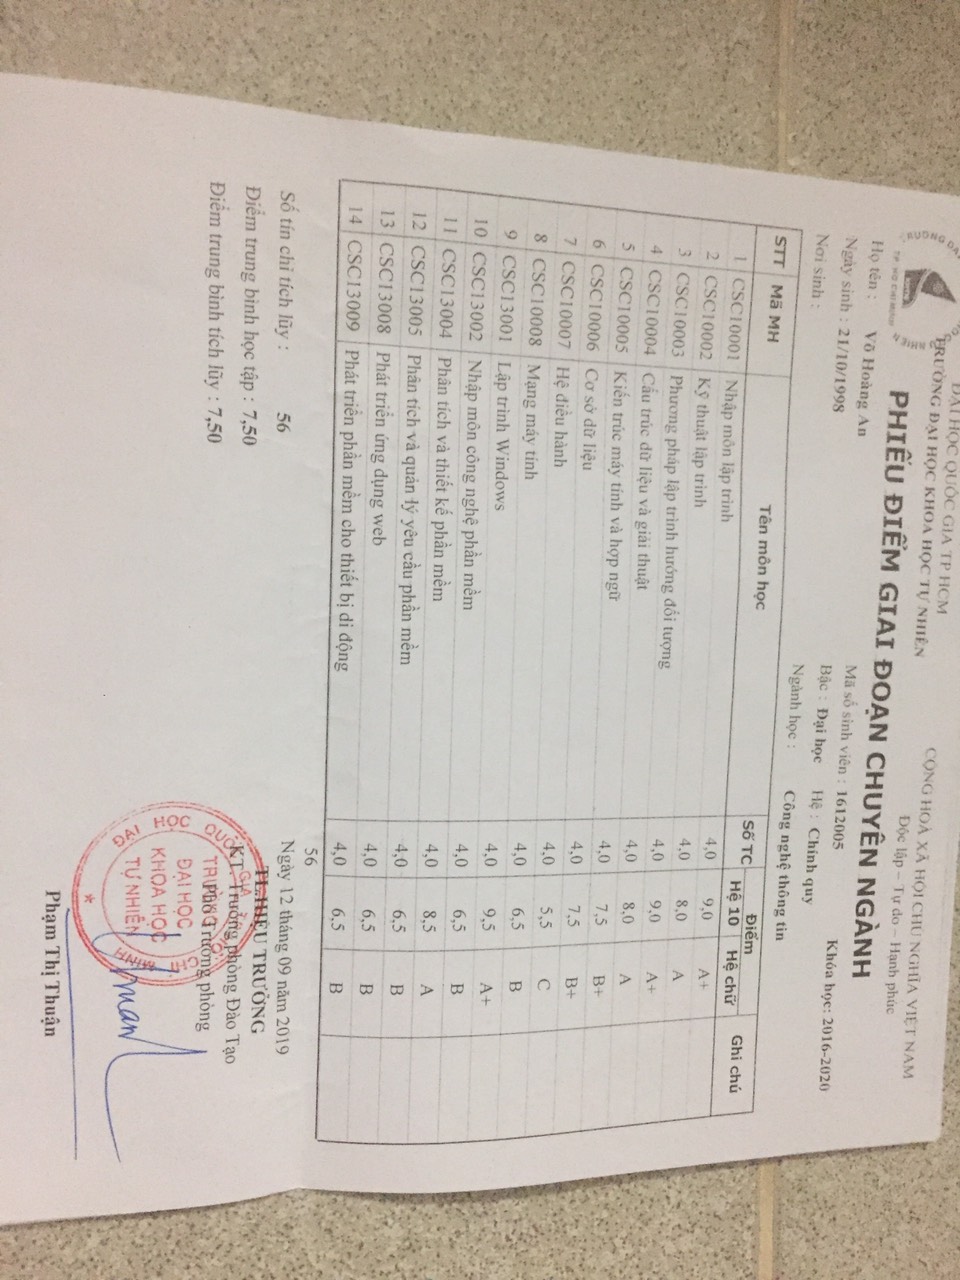 ĐẠI HỌC QUỐC GIA TP HCM
TRƯỜNG ĐẠI HỌC KHOA HỌC TỰ NHIÊN
CỘNG HOÀ XÃ HỘI CHỦ NGHĨA VIỆT NAM
Độc lập – Tự do – Hạnh phúc
PHIẾU ĐIỂM GIAI ĐOẠN CHUYÊN NGÀNH
Họ tên : Võ Hoàng An Mã số sinh viên : 1612005 Khóa học: 2016-2020
Ngày sinh : 21/10/1998 Bậc : Đại học Hệ : Chính quy
Nơi sinh : Ngành học : Công nghệ thông tin
STT Mã MH Tên môn học Số TC Điểm Ghi chú
Hệ 10 Hệ chữ
1 CSC10001 Nhập môn lập trình 4,0 9,0 A+
2 CSC10002 Kỹ thuật lập trình 4,0 8,0 A
3 CSC10003 Phương pháp lập trình hướng đối tượng 4,0 9,0 A+
4 CSC10004 Cấu trúc dữ liệu và giải thuật 4,0 8,0 A
5 CSC10005 Kiến trúc máy tính và hợp ngữ 4,0 7,5 B+
6 CSC10006 Cơ sở dữ liệu 4,0 7,5 B+
7 CSC10007 Hệ điều hành 4,0 5,5 C
8 CSC10008 Mạng máy tính 4,0 6,5 B
9 CSC13001 Lập trình Windows 4,0 9,5 A+
10 CSC13002 Nhập môn công nghệ phần mềm 4,0 6,5 B
11 CSC13004 Phân tích và thiết kế phần mềm 4,0 8,5 A
12 CSC13005 Phân tích và quản lý yêu cầu phần mềm 4,0 6,5 B
13 CSC13008 Phát triển ứng dụng web 4,0 6,5 B
14 CSC13009 Phát triển phần mềm cho thiết bị di động 4,0 6,5 B
56
Số tín chỉ tích lũy : 56
Điểm trung bình học tập : 7,50
Điểm trung bình tích lũy : 7,50
Ngày 12 tháng 09 năm 2019
TL.HIỆU TRƯỞNG
KT Trưởng phòng Đào Tạo
Phó Trưởng phòng
TRƯỜNG
ĐẠI HỌC
KHOA HỌC
TỰ NHIÊN
Phạm Thị Thuận